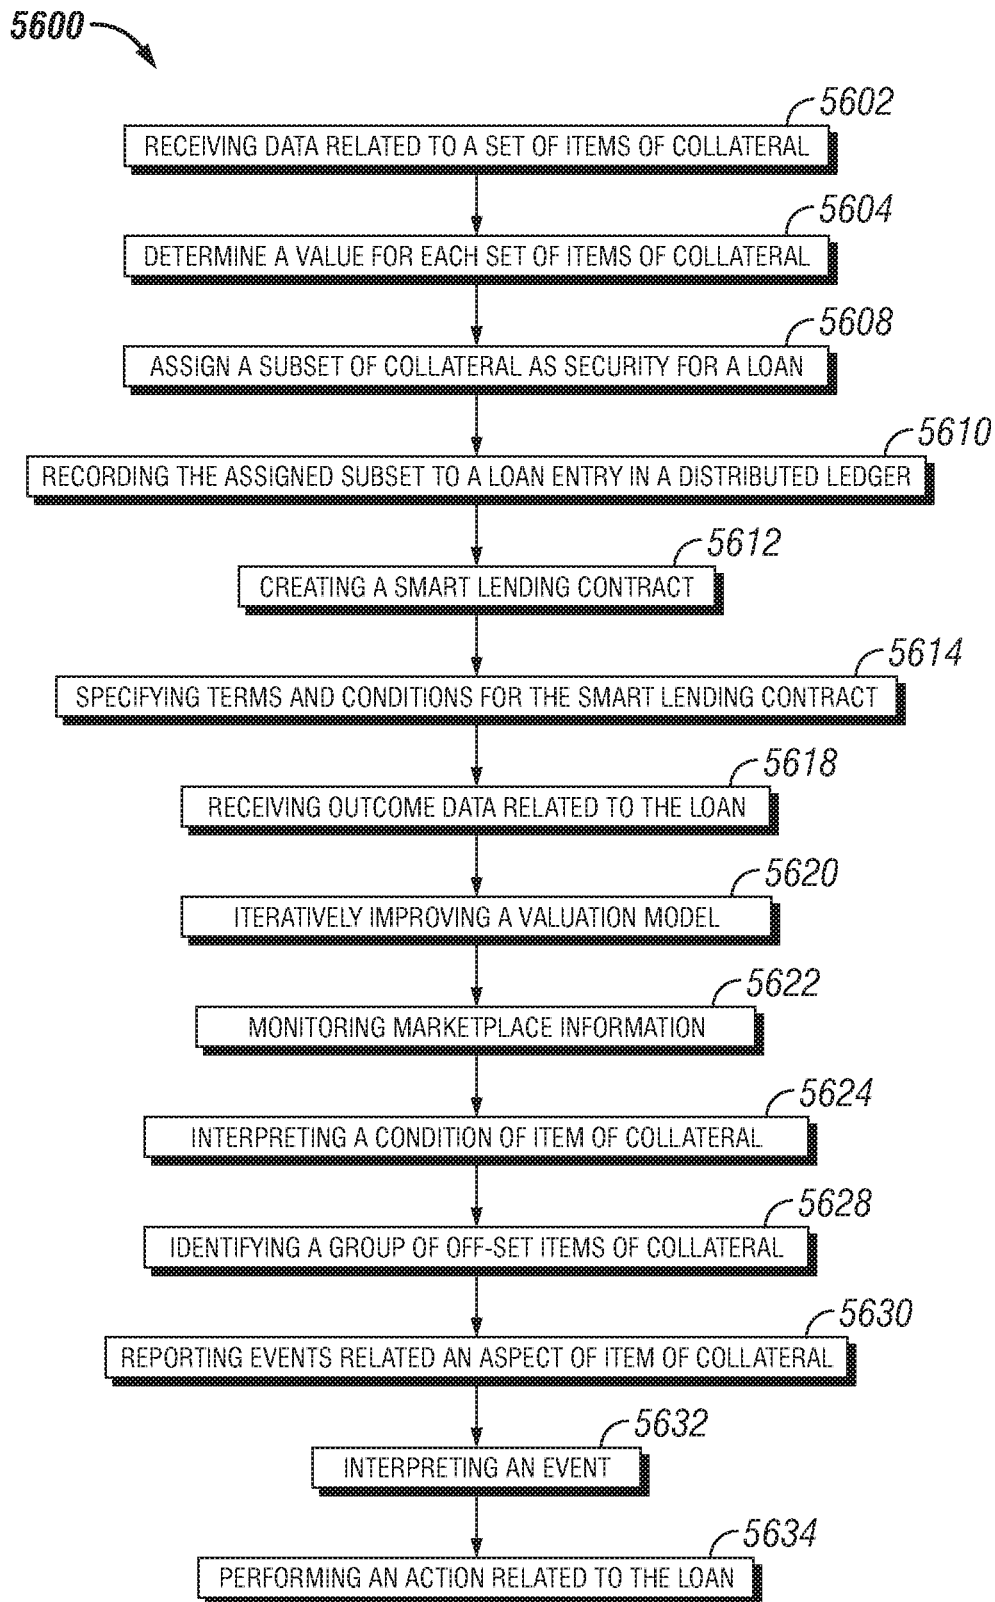 5600
5602
RECEIVING DATA RELATED TO A SET OF ITEMS OF COLLATERAL
5604
DETERMINE A VALUE FOR EACH SET OF ITEMS OF COLLATERAL
5608
ASSIGN A SUBSET OF COLLATERAL AS SECURITY FOR A LOAN
5610
RECORDING THE ASSIGNED SUBSET TO A LOAN ENTRY IN A DISTRIBUTED LEDGER
5612
CREATING A SMART LENDING CONTRACT
5614
SPECIFYING TERMS AND CONDITIONS FOR THE SMART LENDING CONTRACT
5618
RECEIVING OUTCOME DATA RELATED TO THE LOAN
5620
ITERATIVELY IMPROVING A VALUATION MODEL
5622
MONITORING MARKETPLACE INFORMATION
5624
INTERPRETING A CONDITION OF ITEM OF COLLATERAL
5628
IDENTIFYING A GROUP OF OFF-SET ITEMS OF COLLATERAL
5630
REPORTING EVENTS RELATED AN ASPECT OF ITEM OF COLLATERAL
5632
INTERPRETING AN EVENT
5634
PERFORMING AN ACTION RELATED TO THE LOAN